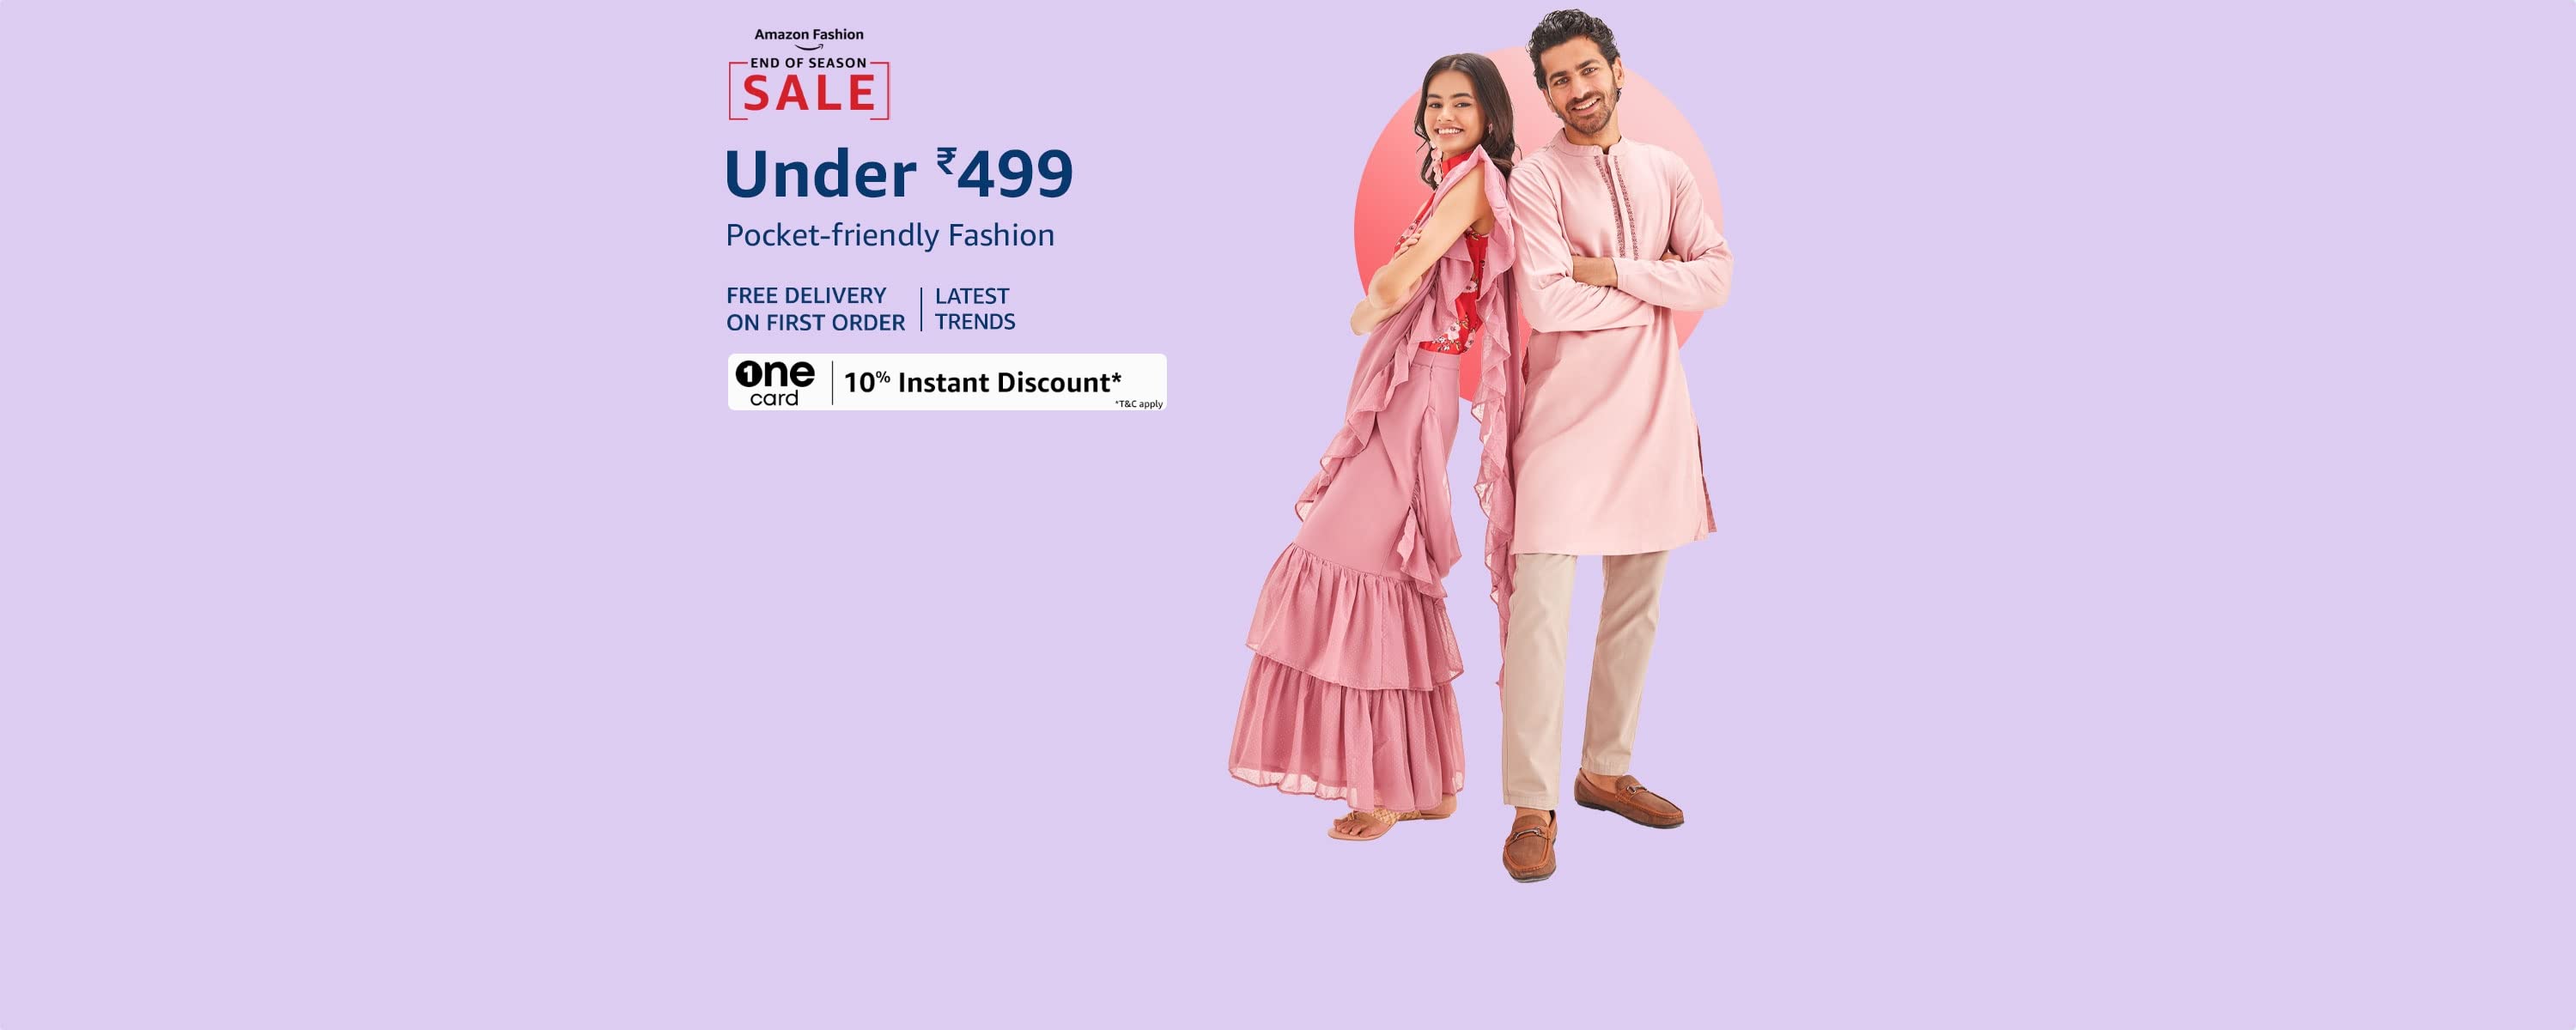 Amazon Fashion
END OF SEASON
SALE
Under ₹499
Pocket-friendly Fashion
FREE DELIVERY
ON FIRST ORDER
LATEST
TRENDS
one
card
10% Instant Discount*
*T&C apply